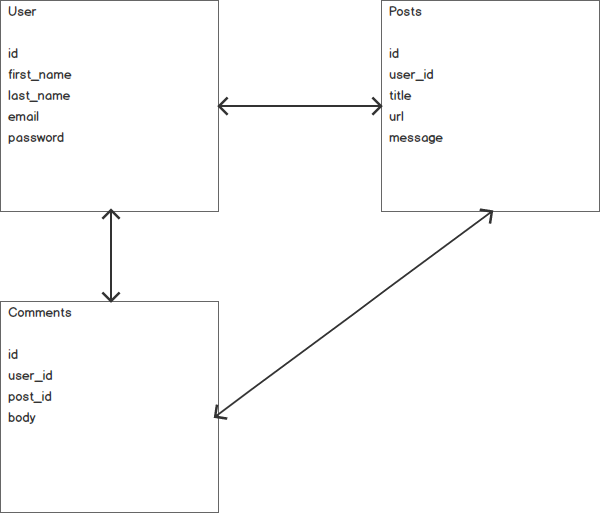 User
id
first_name
last_name
email
password
Posts
id
user_id
title
url
message
Comments
id
user_id
post_id
body